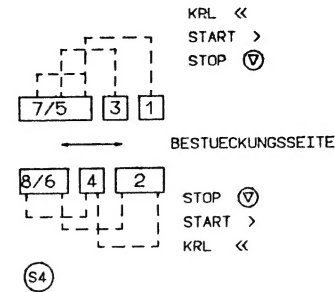 KRL «
START >
STOP ▽
7/5 3 1
BESTUECKUNGSSEITE
8/6 4 2
STOP ▽
START >
KRL «
S4